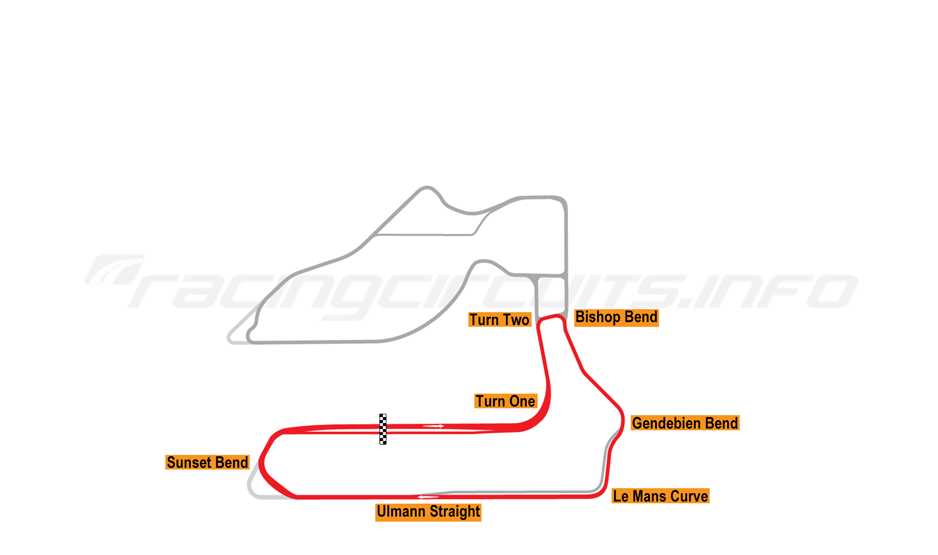 racingcircuits.info
Turn Two
Bishop Bend
Turn One
Gendebien Bend
Sunset Bend
Le Mans Curve
Ulmann Straight